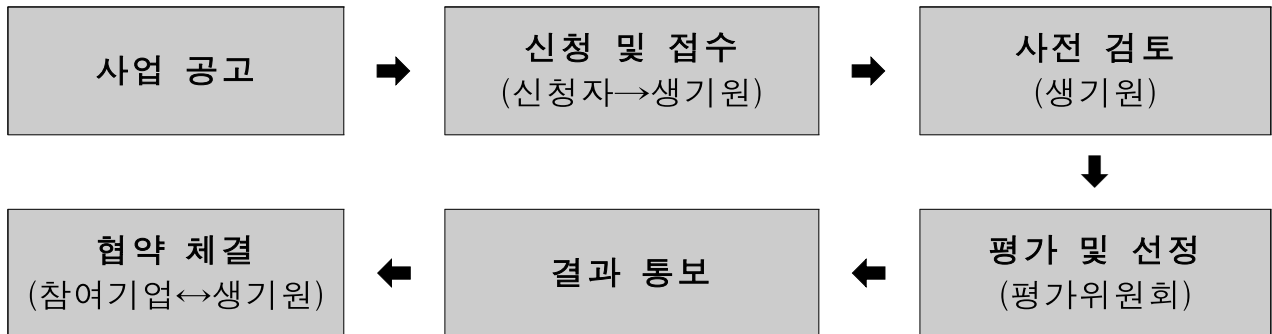 사업 공고
신청 및 접수
(신청자→생기원)
사전 검토
(생기원)
평가 및 선정
(평가위원회)
결과 통보
협약 체결
(참여기업↔생기원)